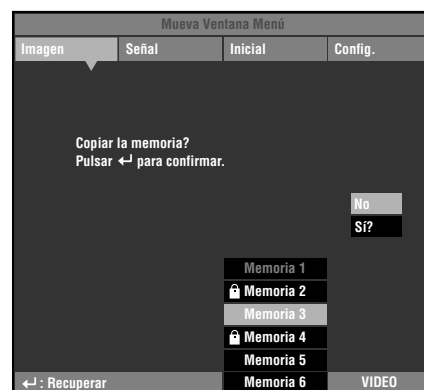 Mueva Ventana Menú
Imagen Señal Inicial Config.
Copiar la memoria?
Pulsar ↵ para confirmar.
No
Sí?
Memoria 1
Memoria 2
Memoria 3
Memoria 4
Memoria 5
Memoria 6
↵ : Recuperar VIDEO